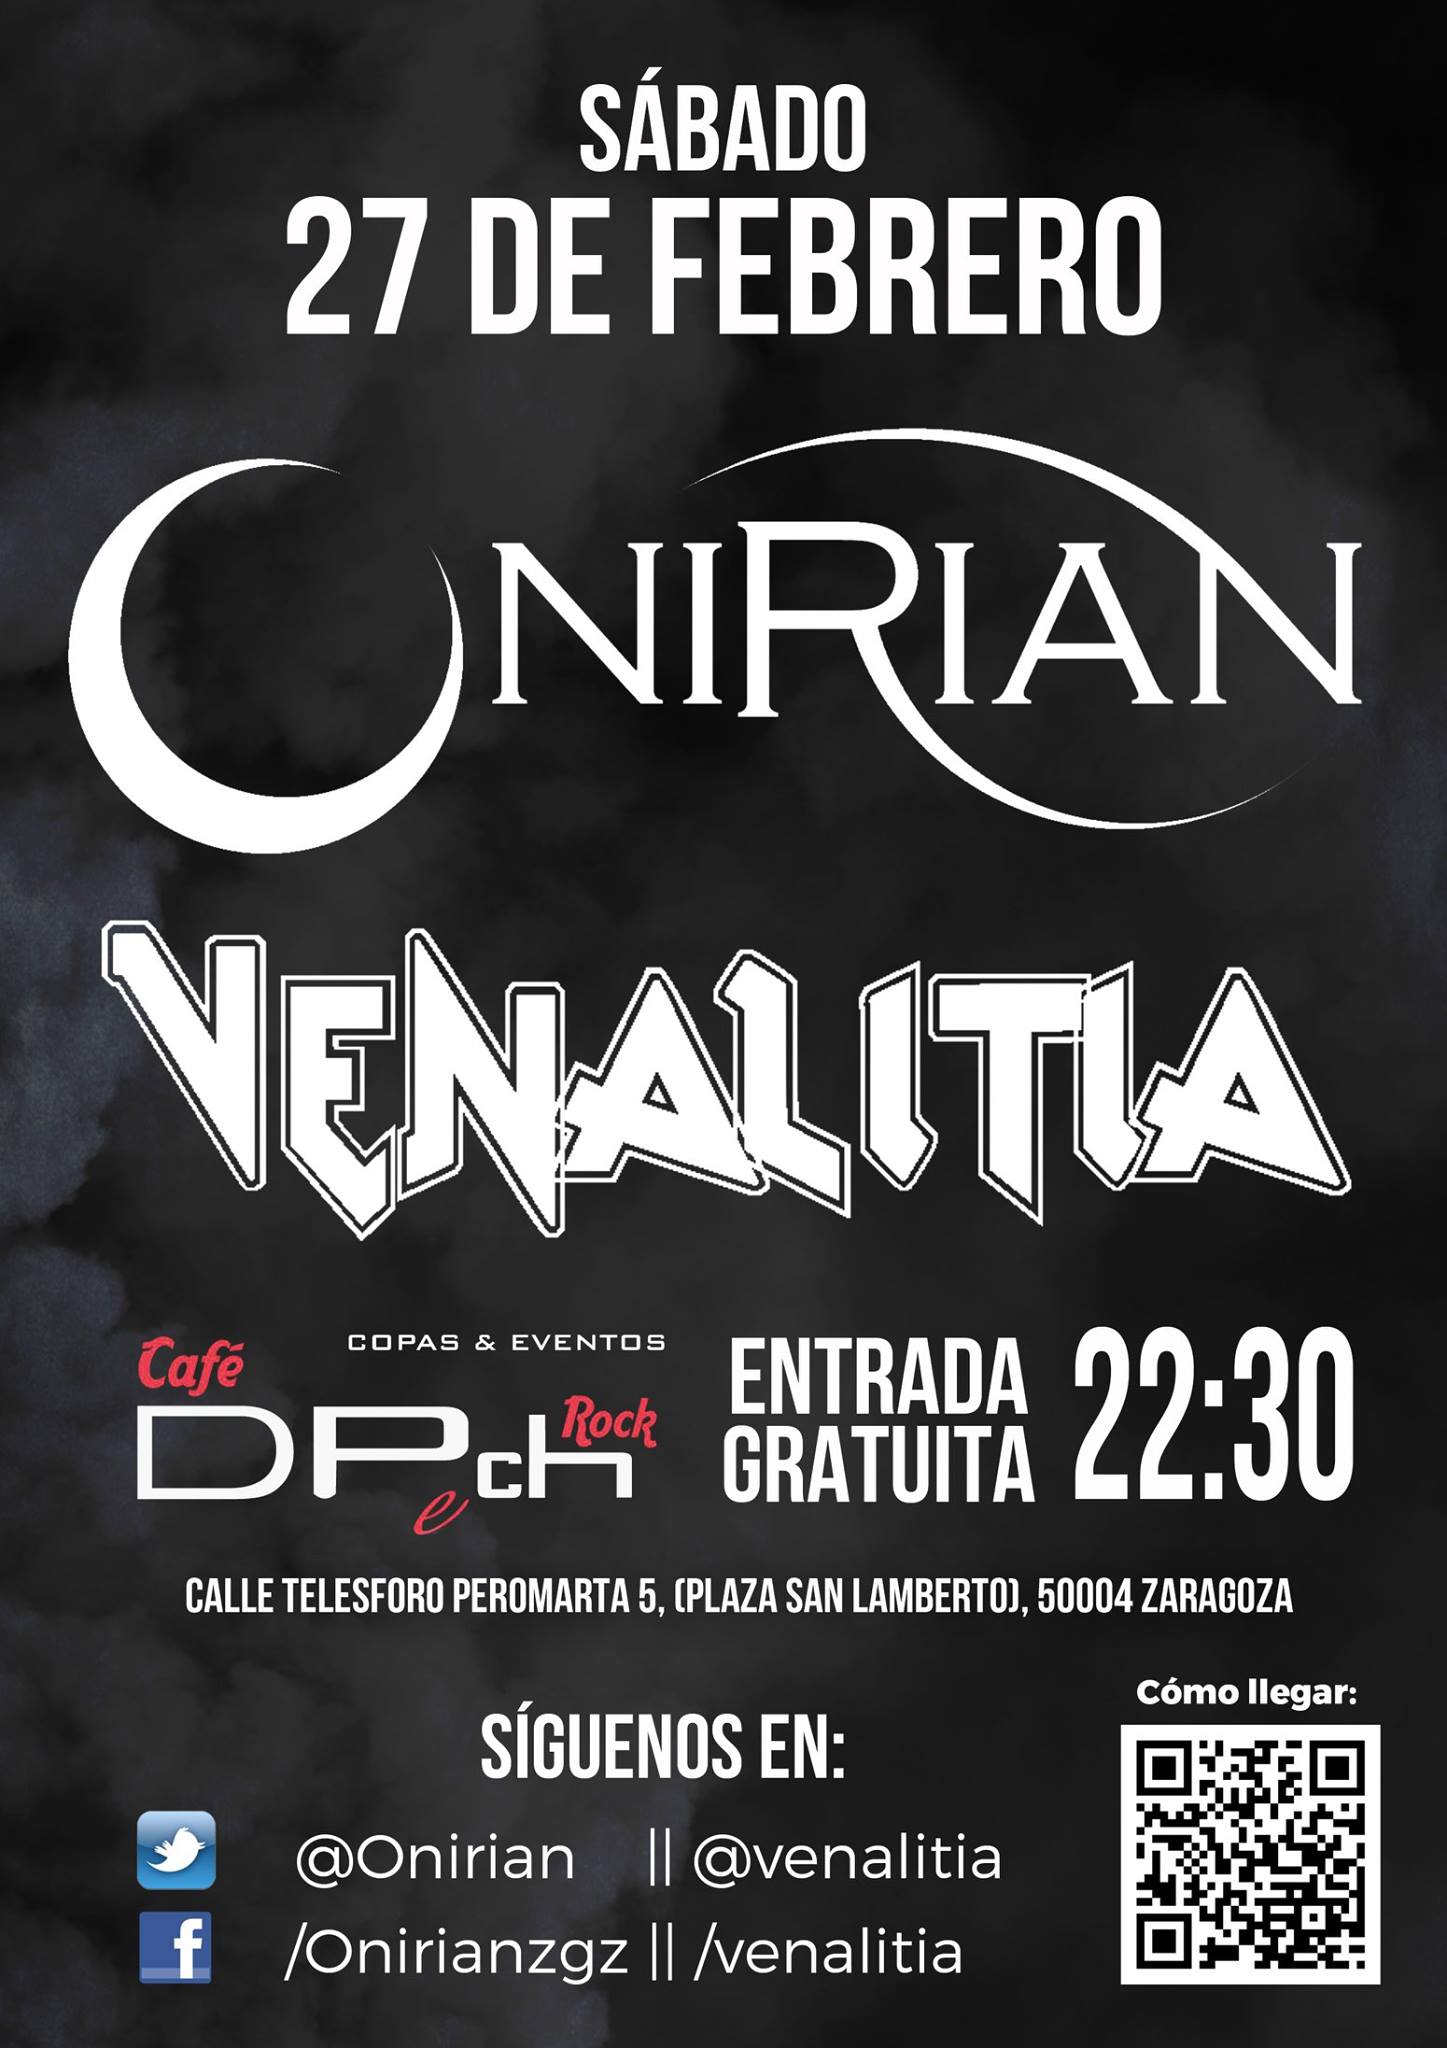 SÁBADO
27 DE FEBRERO
ONIRIAN
VENALITIA
Café
COPAS & EVENTOS
DPech
Rock
ENTRADA
GRATUITA
22:30
CALLE TELESFORO PEROMARTA 5, (PLAZA SAN LAMBERTO), 50004 ZARAGOZA
Cómo llegar:
SÍGUENOS EN:
@Onirian || @venalitia
f /Onirianzgz || /venalitia